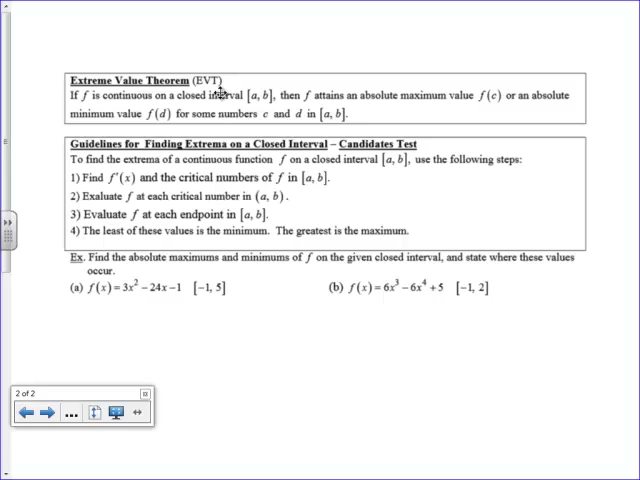 Extreme Value Theorem (EVT)
If f is continuous on a closed interval [a, b], then f attains an absolute maximum value f(c) or an absolute
minimum value f(d) for some numbers c and d in [a, b].
Guidelines for Finding Extrema on a Closed Interval – Candidates Test
To find the extrema of a continuous function f on a closed interval [a, b], use the following steps:
1) Find f′(x) and the critical numbers of f in [a, b].
2) Exaluate f at each critical number in (a, b).
3) Evaluate f at each endpoint in [a, b].
4) The least of these values is the minimum. The greatest is the maximum.
Ex. Find the absolute maximums and minimums of f on the given closed interval, and state where these values
occur.
(a) f(x) = 3x² − 24x − 1 [−1, 5] (b) f(x) = 6x³ − 6x⁴ + 5 [−1, 2]
2 of 2